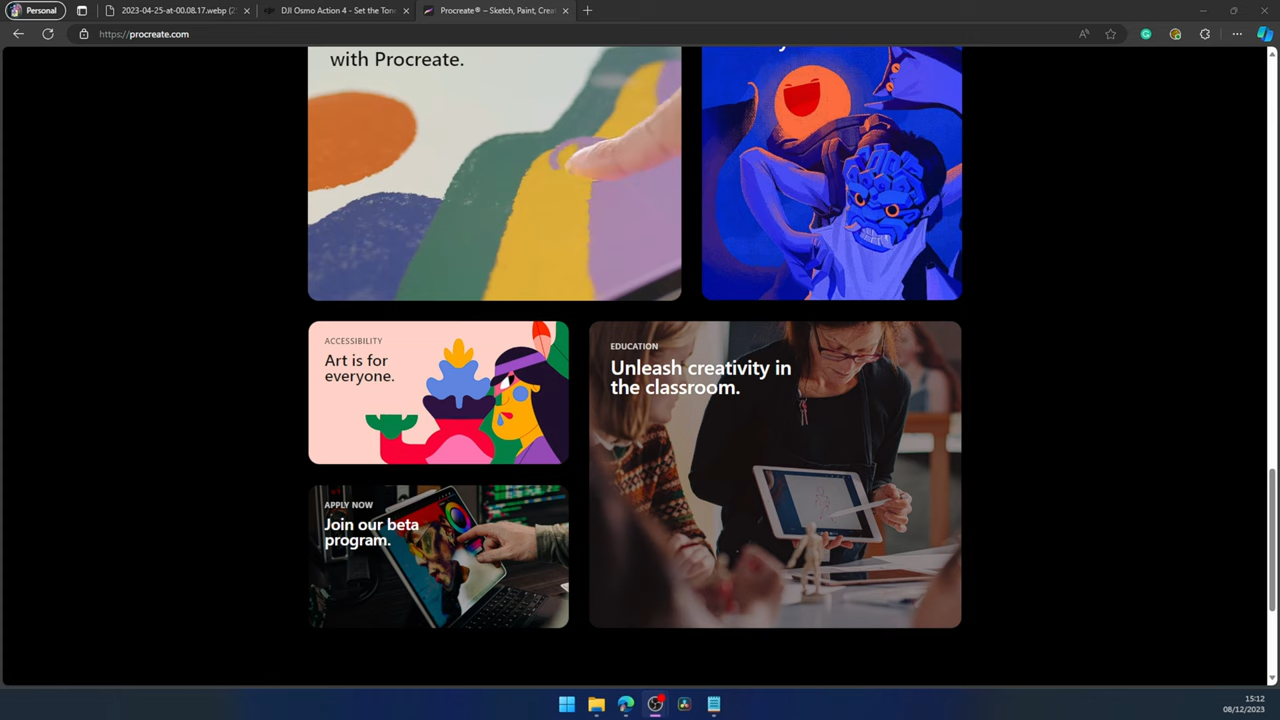 Personal
2023-04-25-at-00.08.17.webp (2
DJI Osmo Action 4 - Set the Tone
Procreate® – Sketch, Paint, Crea
https://procreate.com
with Procreate.
ACCESSIBILITY
Art is for
everyone.
EDUCATION
Unleash creativity in
the classroom.
APPLY NOW
Join our beta
program.
15:12
08/12/2023